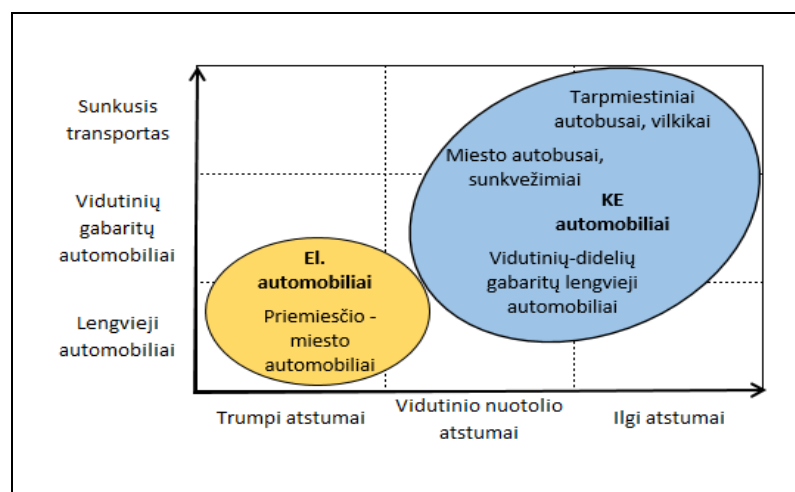 Sunkusis
transportas
Vidutinių
gabaritų
automobiliai
Lengvieji
automobiliai
Tarpmiestiniai
autobusai, vilkikai
Miesto autobusai,
sunkvežimiai
KE
automobiliai
Vidutinių-didelių
gabaritų lengvieji
automobiliai
El.
automobiliai
Priemiesčio -
miesto
automobiliai
Trumpi atstumai
Vidutinio nuotolio
atstumai
Ilgi atstumai